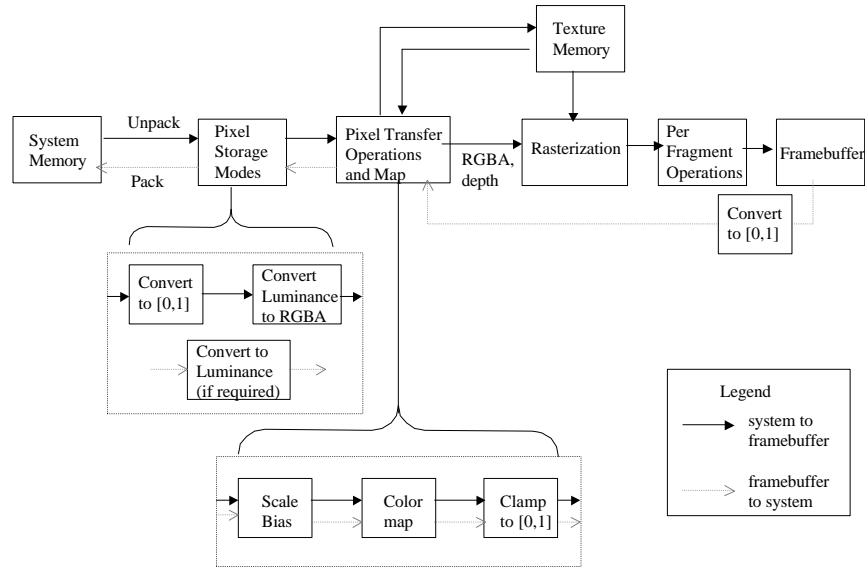 Texture
Memory
System
Memory
Unpack
Pack
Pixel
Storage
Modes
Pixel Transfer
Operations
and Map
RGBA,
depth
Rasterization
Per
Fragment
Operations
Framebuffer
Convert
to [0,1]
Convert
to [0,1]
Convert
Luminance
to RGBA
Convert to
Luminance
(if required)
Scale
Bias
Color
map
Clamp
to [0,1]
Legend
system to
framebuffer
framebuffer
to system